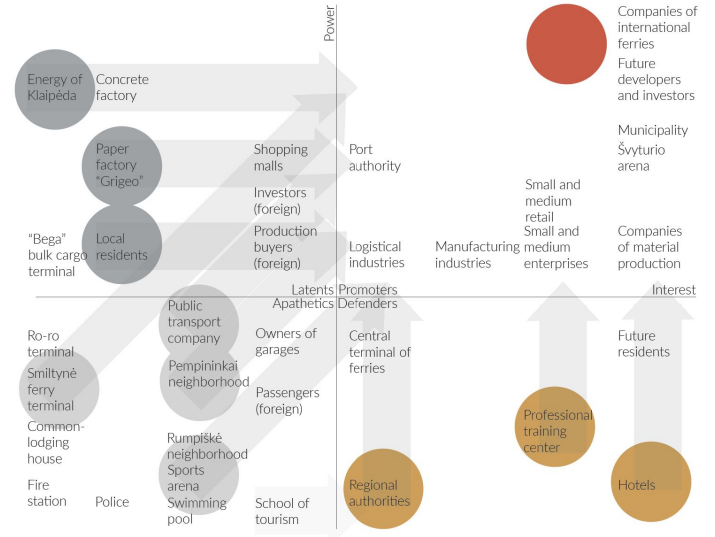 Power
Companies of
international
ferries
Future
developers
and investors
Energy of
Klaipėda
Concrete
factory
Municipality
Švyturio
arena
Paper
factory
"Grigeo"
Shopping
malls
Port
authority
Investors
(foreign)
Small and
medium
retail
"Bega"
bulk cargo
terminal
Local
residents
Production
buyers
(foreign)
Logistical
industries
Manufacturing
industries
Small and
medium
enterprises
Companies
of material
production
Latents Promoters
Interest
Apathetics Defenders
Public
transport
company
Ro-ro
terminal
Owners of
garages
Central
terminal of
ferries
Future
residents
Smiltynė
ferry
terminal
Pempininkai
neighborhood
Passengers
(foreign)
Common-
lodging
house
Rumpiškė
neighborhood
Sports
arena
Professional
training
center
Fire
station
Police
Swimming
pool
School of
tourism
Regional
authorities
Hotels